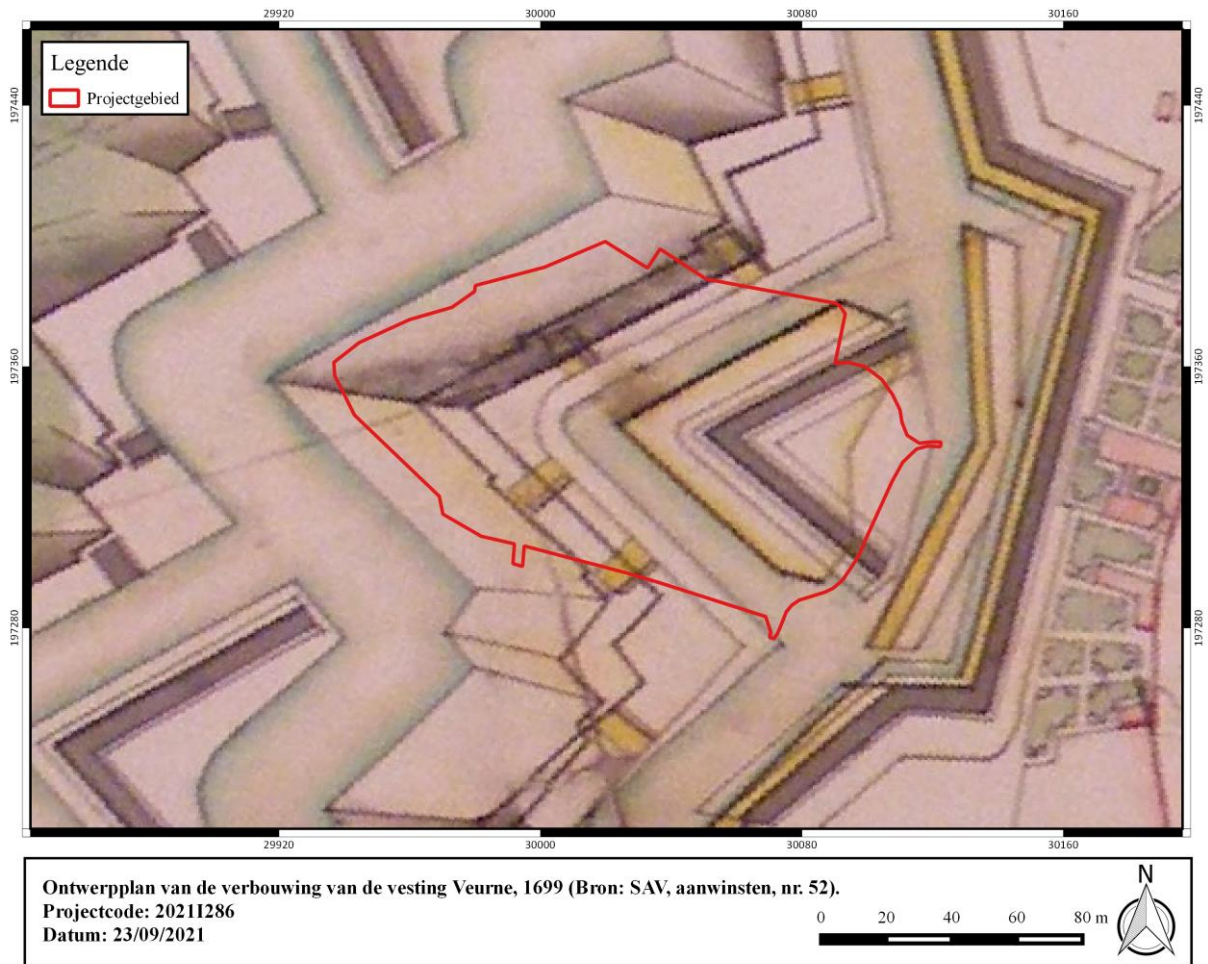 29920 30000 30080 30160
Legende
Projectgebied
197440 197440
197360 197360
197280 197280
29920 30000 30080 30160
Ontwerpplan van de verbouwing van de vesting Veurne, 1699 (Bron: SAV, aanwinsten, nr. 52).
Projectcode: 2021I286
Datum: 23/09/2021
0 20 40 60 80 m
N